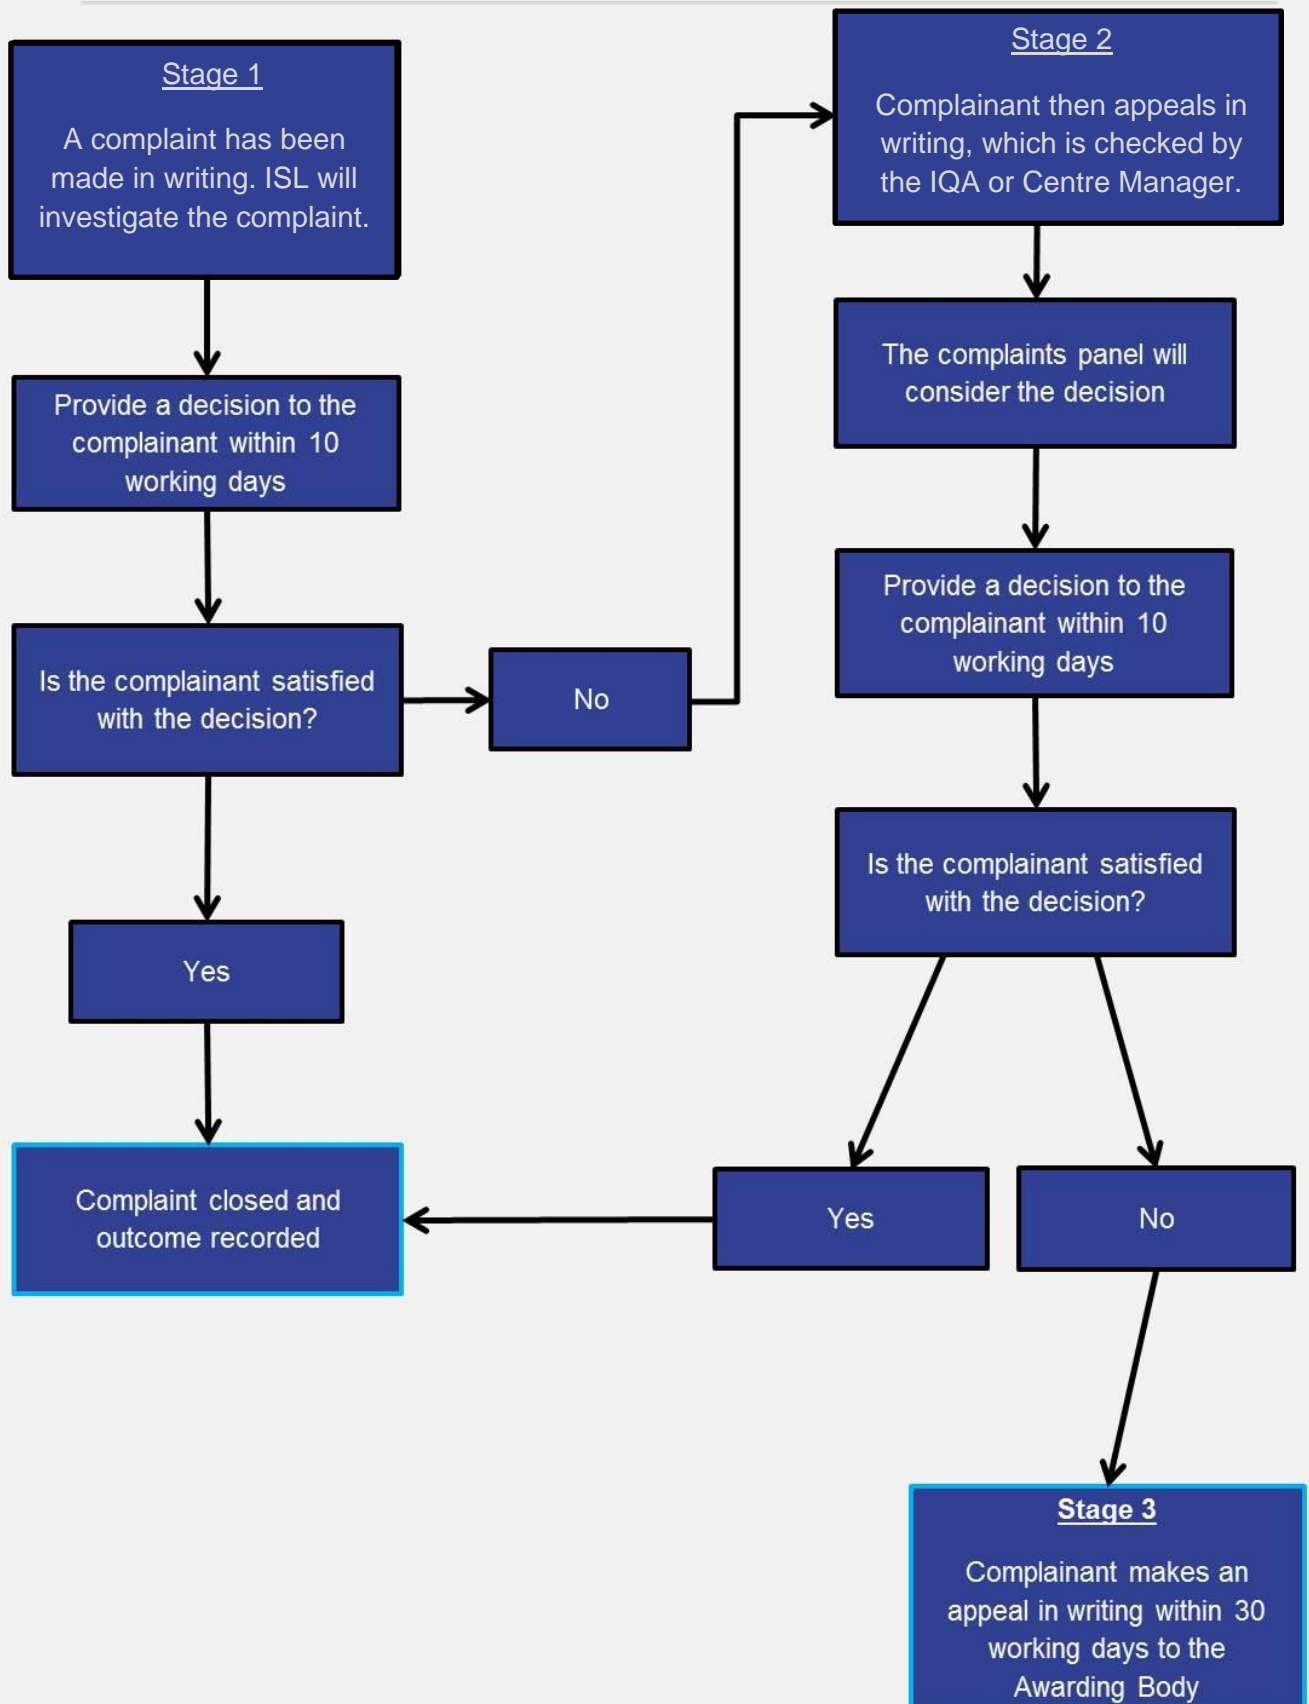 Stage 1
A complaint has been
made in writing. ISL will
investigate the complaint.
Provide a decision to the
complainant within 10
working days
Is the complainant satisfied
with the decision?
No
Yes
Complaint closed and
outcome recorded
Stage 2
Complainant then appeals in
writing, which is checked by
the IQA or Centre Manager.
The complaints panel will
consider the decision
Provide a decision to the
complainant within 10
working days
Is the complainant satisfied
with the decision?
Yes
No
Stage 3
Complainant makes an
appeal in writing within 30
working days to the
Awarding Body